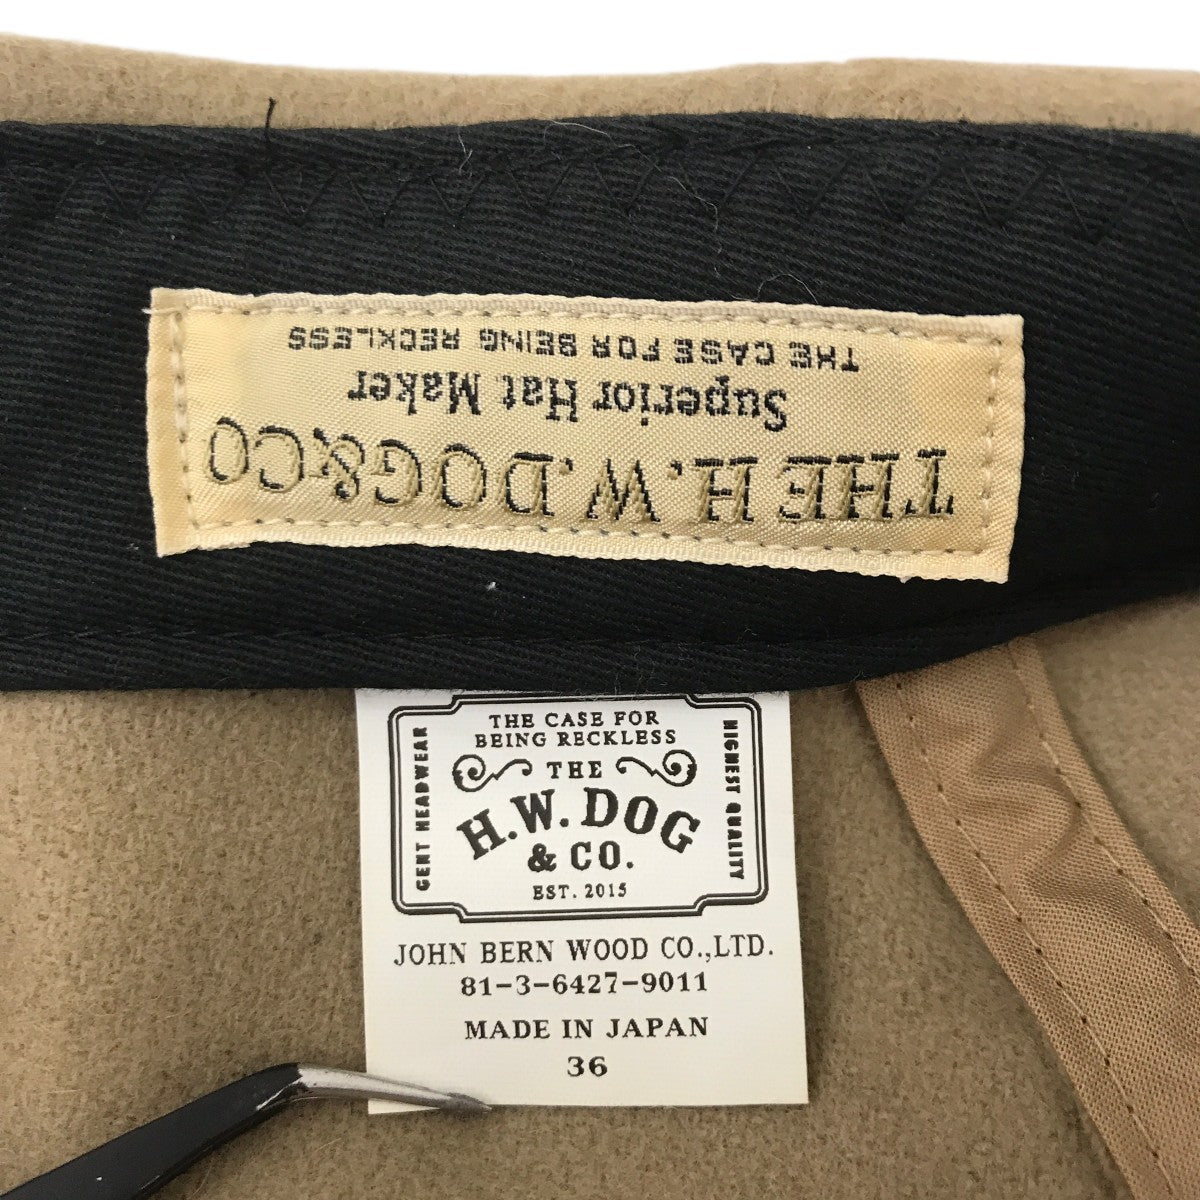 THE H.W.DOG&CO
Superior Hat Maker
THE CASE FOR BEING RECKLESS
THE CASE FOR
BEING RECKLESS
GENT HEADWEAR
HIGHEST QUALITY
THE
H.W.DOG
& CO.
EST. 2015
JOHN BERN WOOD CO.,LTD.
81-3-6427-9011
MADE IN JAPAN
36